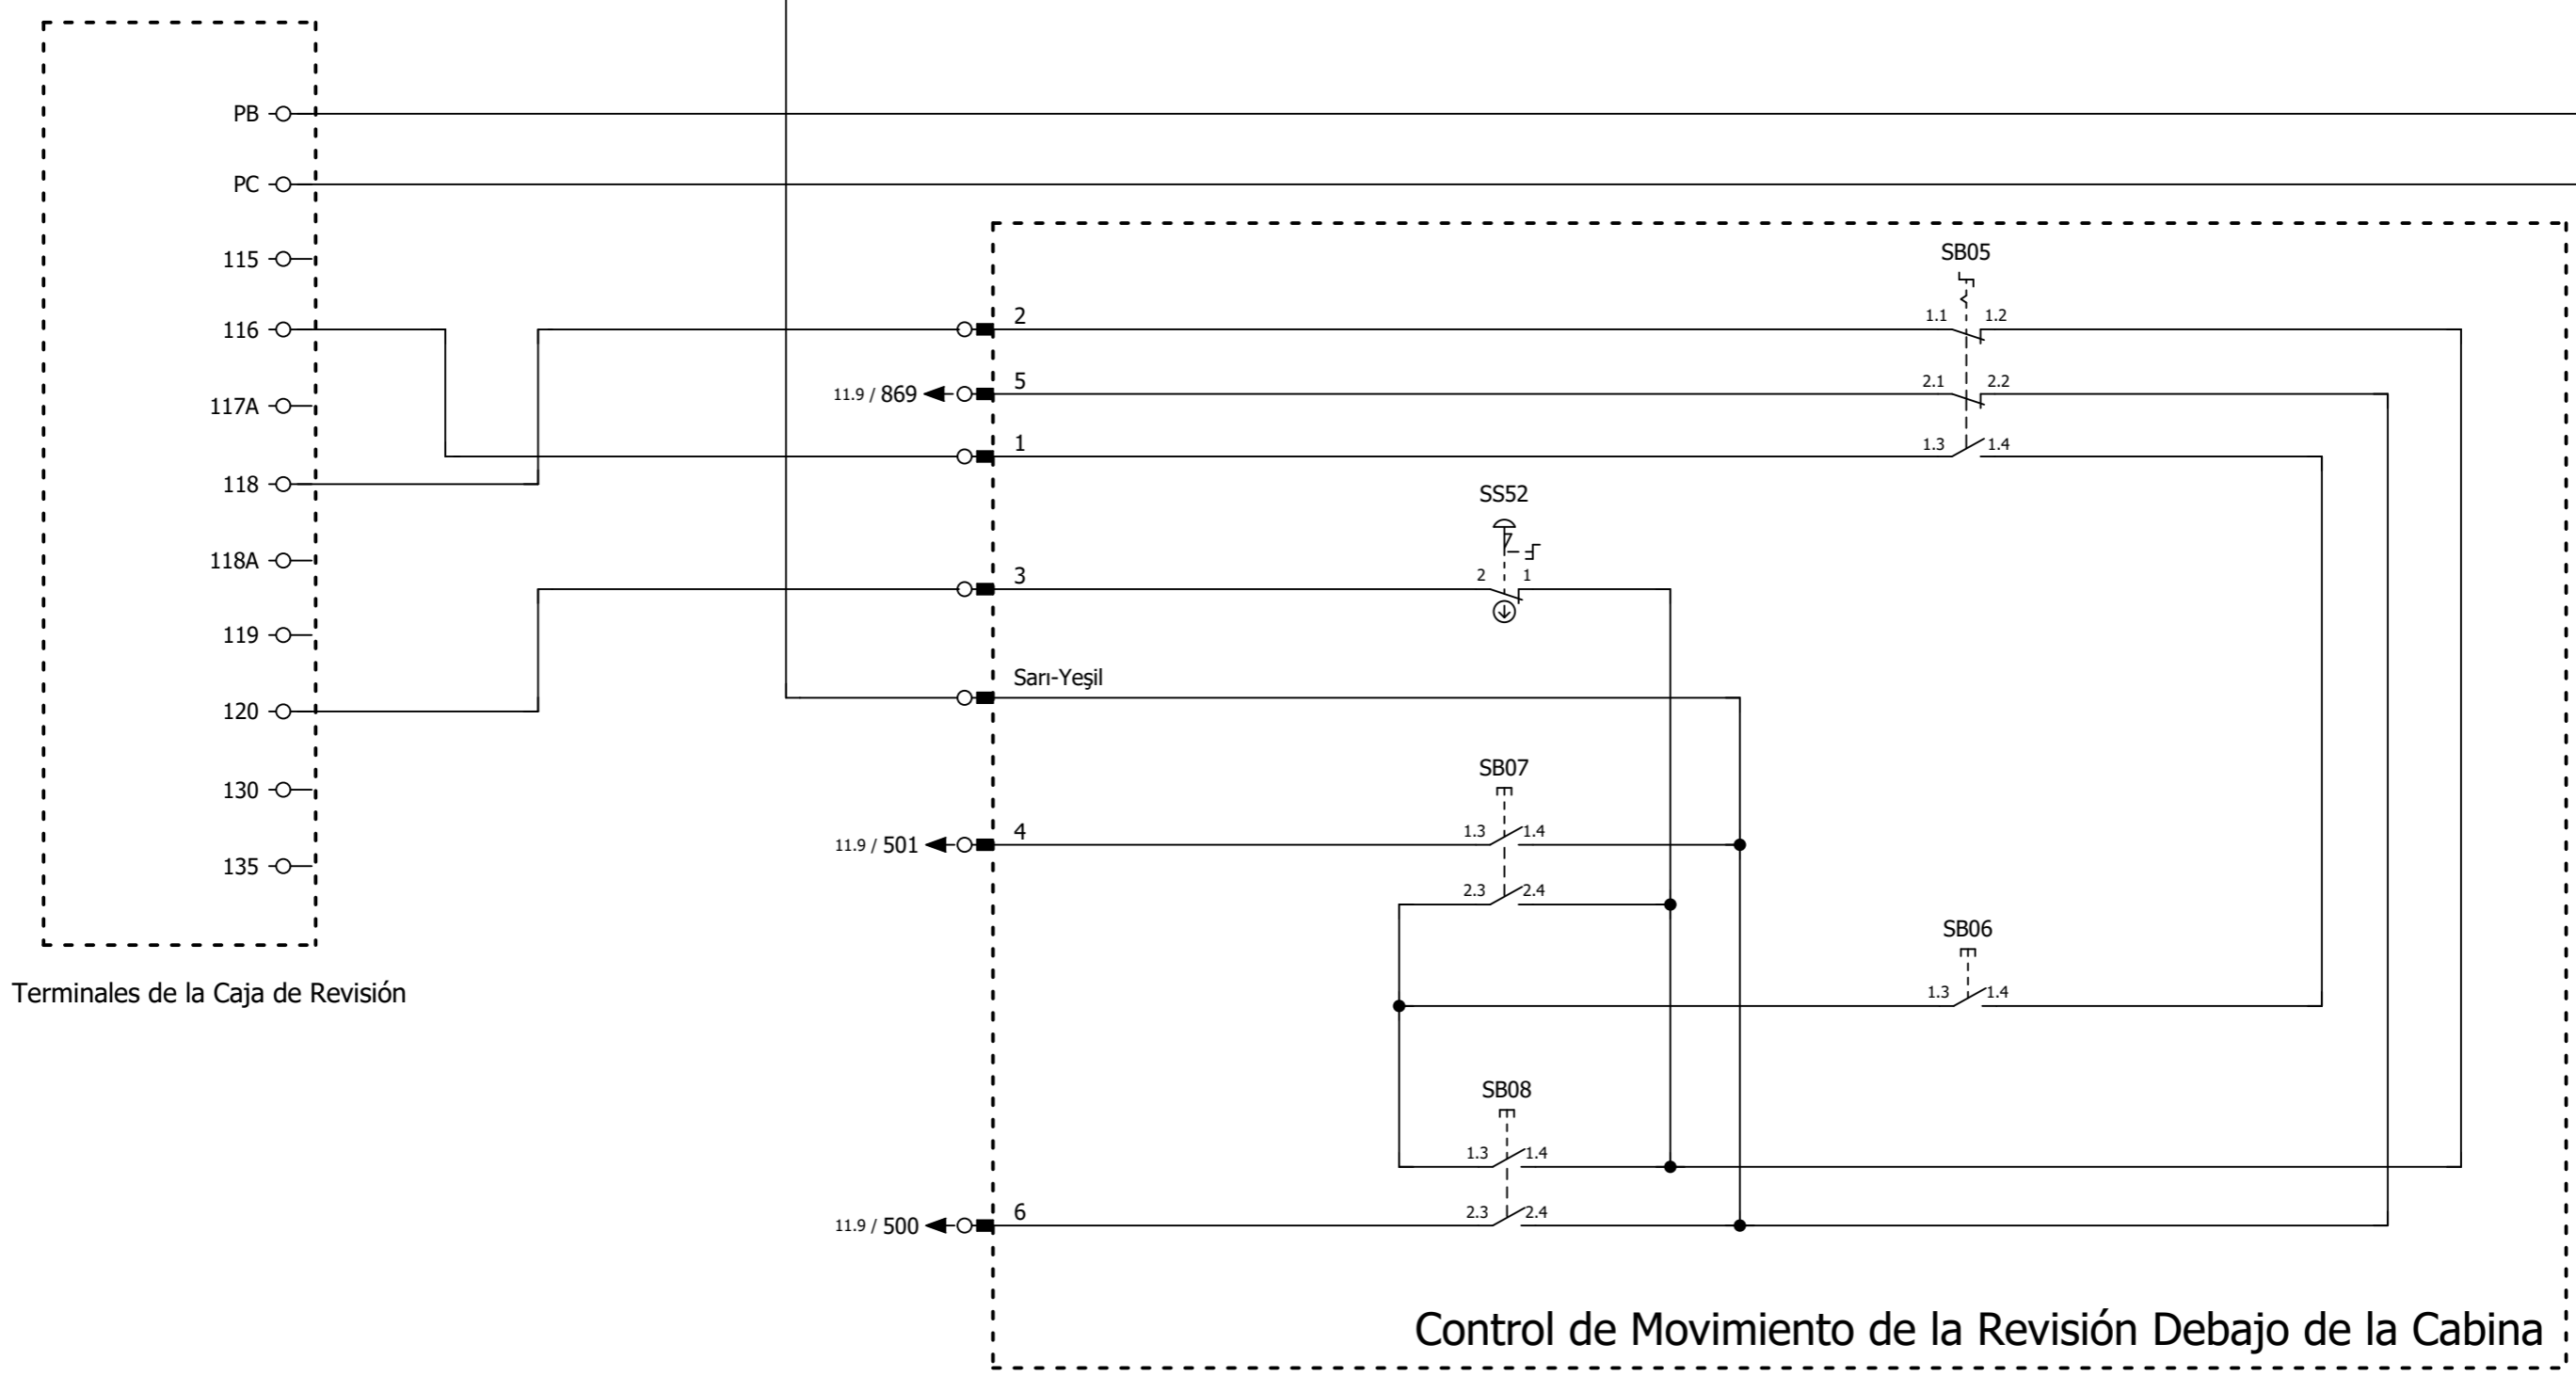 PB
PC
115
116
117A
118
118A
119
120
130
135
Terminales de la Caja de Revisión
SB05
2
1.1 1.2
11.9 / 869
5
2.1 2.2
1
1.3 1.4
SS52
3
2 1
Sarı-Yeşil
SB07
11.9 / 501
4
1.3 1.4
2.3 2.4
SB06
1.3 1.4
SB08
1.3 1.4
11.9 / 500
6
2.3 2.4
Control de Movimiento de la Revisión Debajo de la Cabina